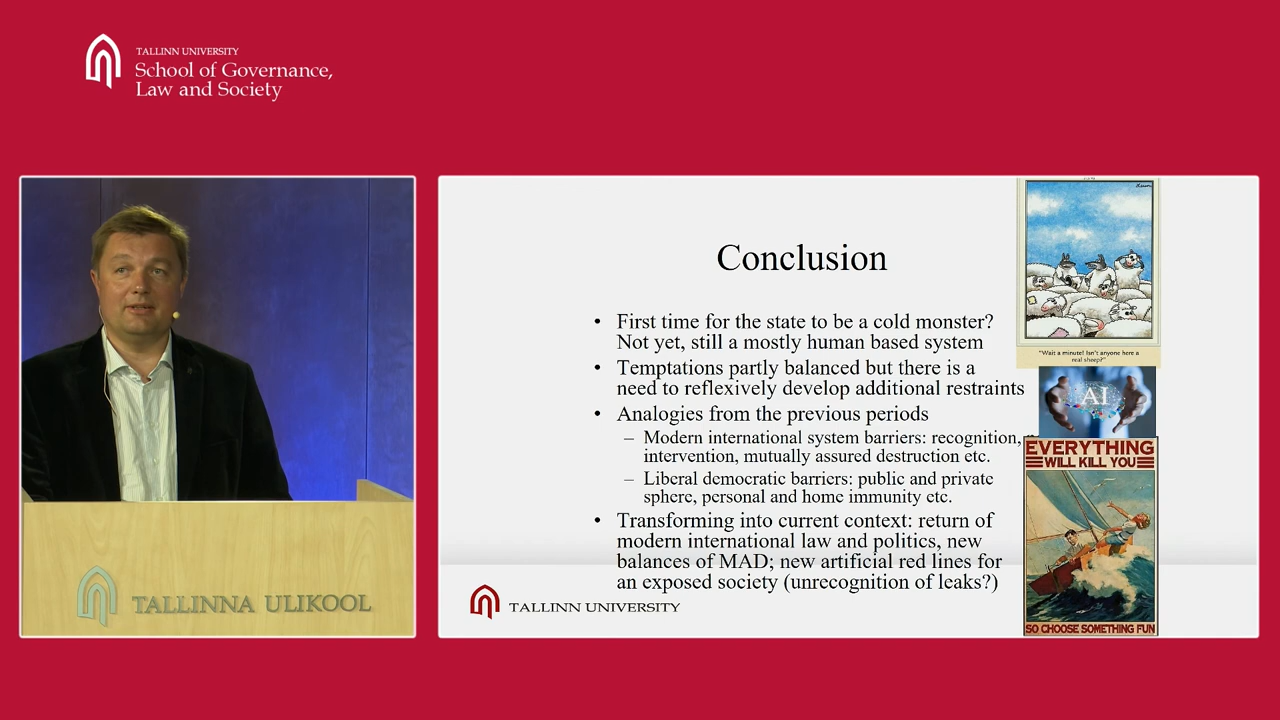 TALLINN UNIVERSITY
School of Governance,
Law and Society
TALLINNA ULIKOOL
Conclusion
• First time for the state to be a cold monster?
Not yet, still a mostly human based system
• Temptations partly balanced but there is a
need to reflexively develop additional restraints
• Analogies from the previous periods
– Modern international system barriers: recognition,
intervention, mutually assured destruction etc.
– Liberal democratic barriers: public and private
sphere, personal and home immunity etc.
• Transforming into current context: return of
modern international law and politics, new
balances of MAD; new artificial red lines for
an exposed society (unrecognition of leaks?)
TALLINN UNIVERSITY
"Wait a minute! Isn't anyone here a
real sheep?"
AI
EVERYTHING
WILL KILL YOU
SO CHOOSE SOMETHING FUN